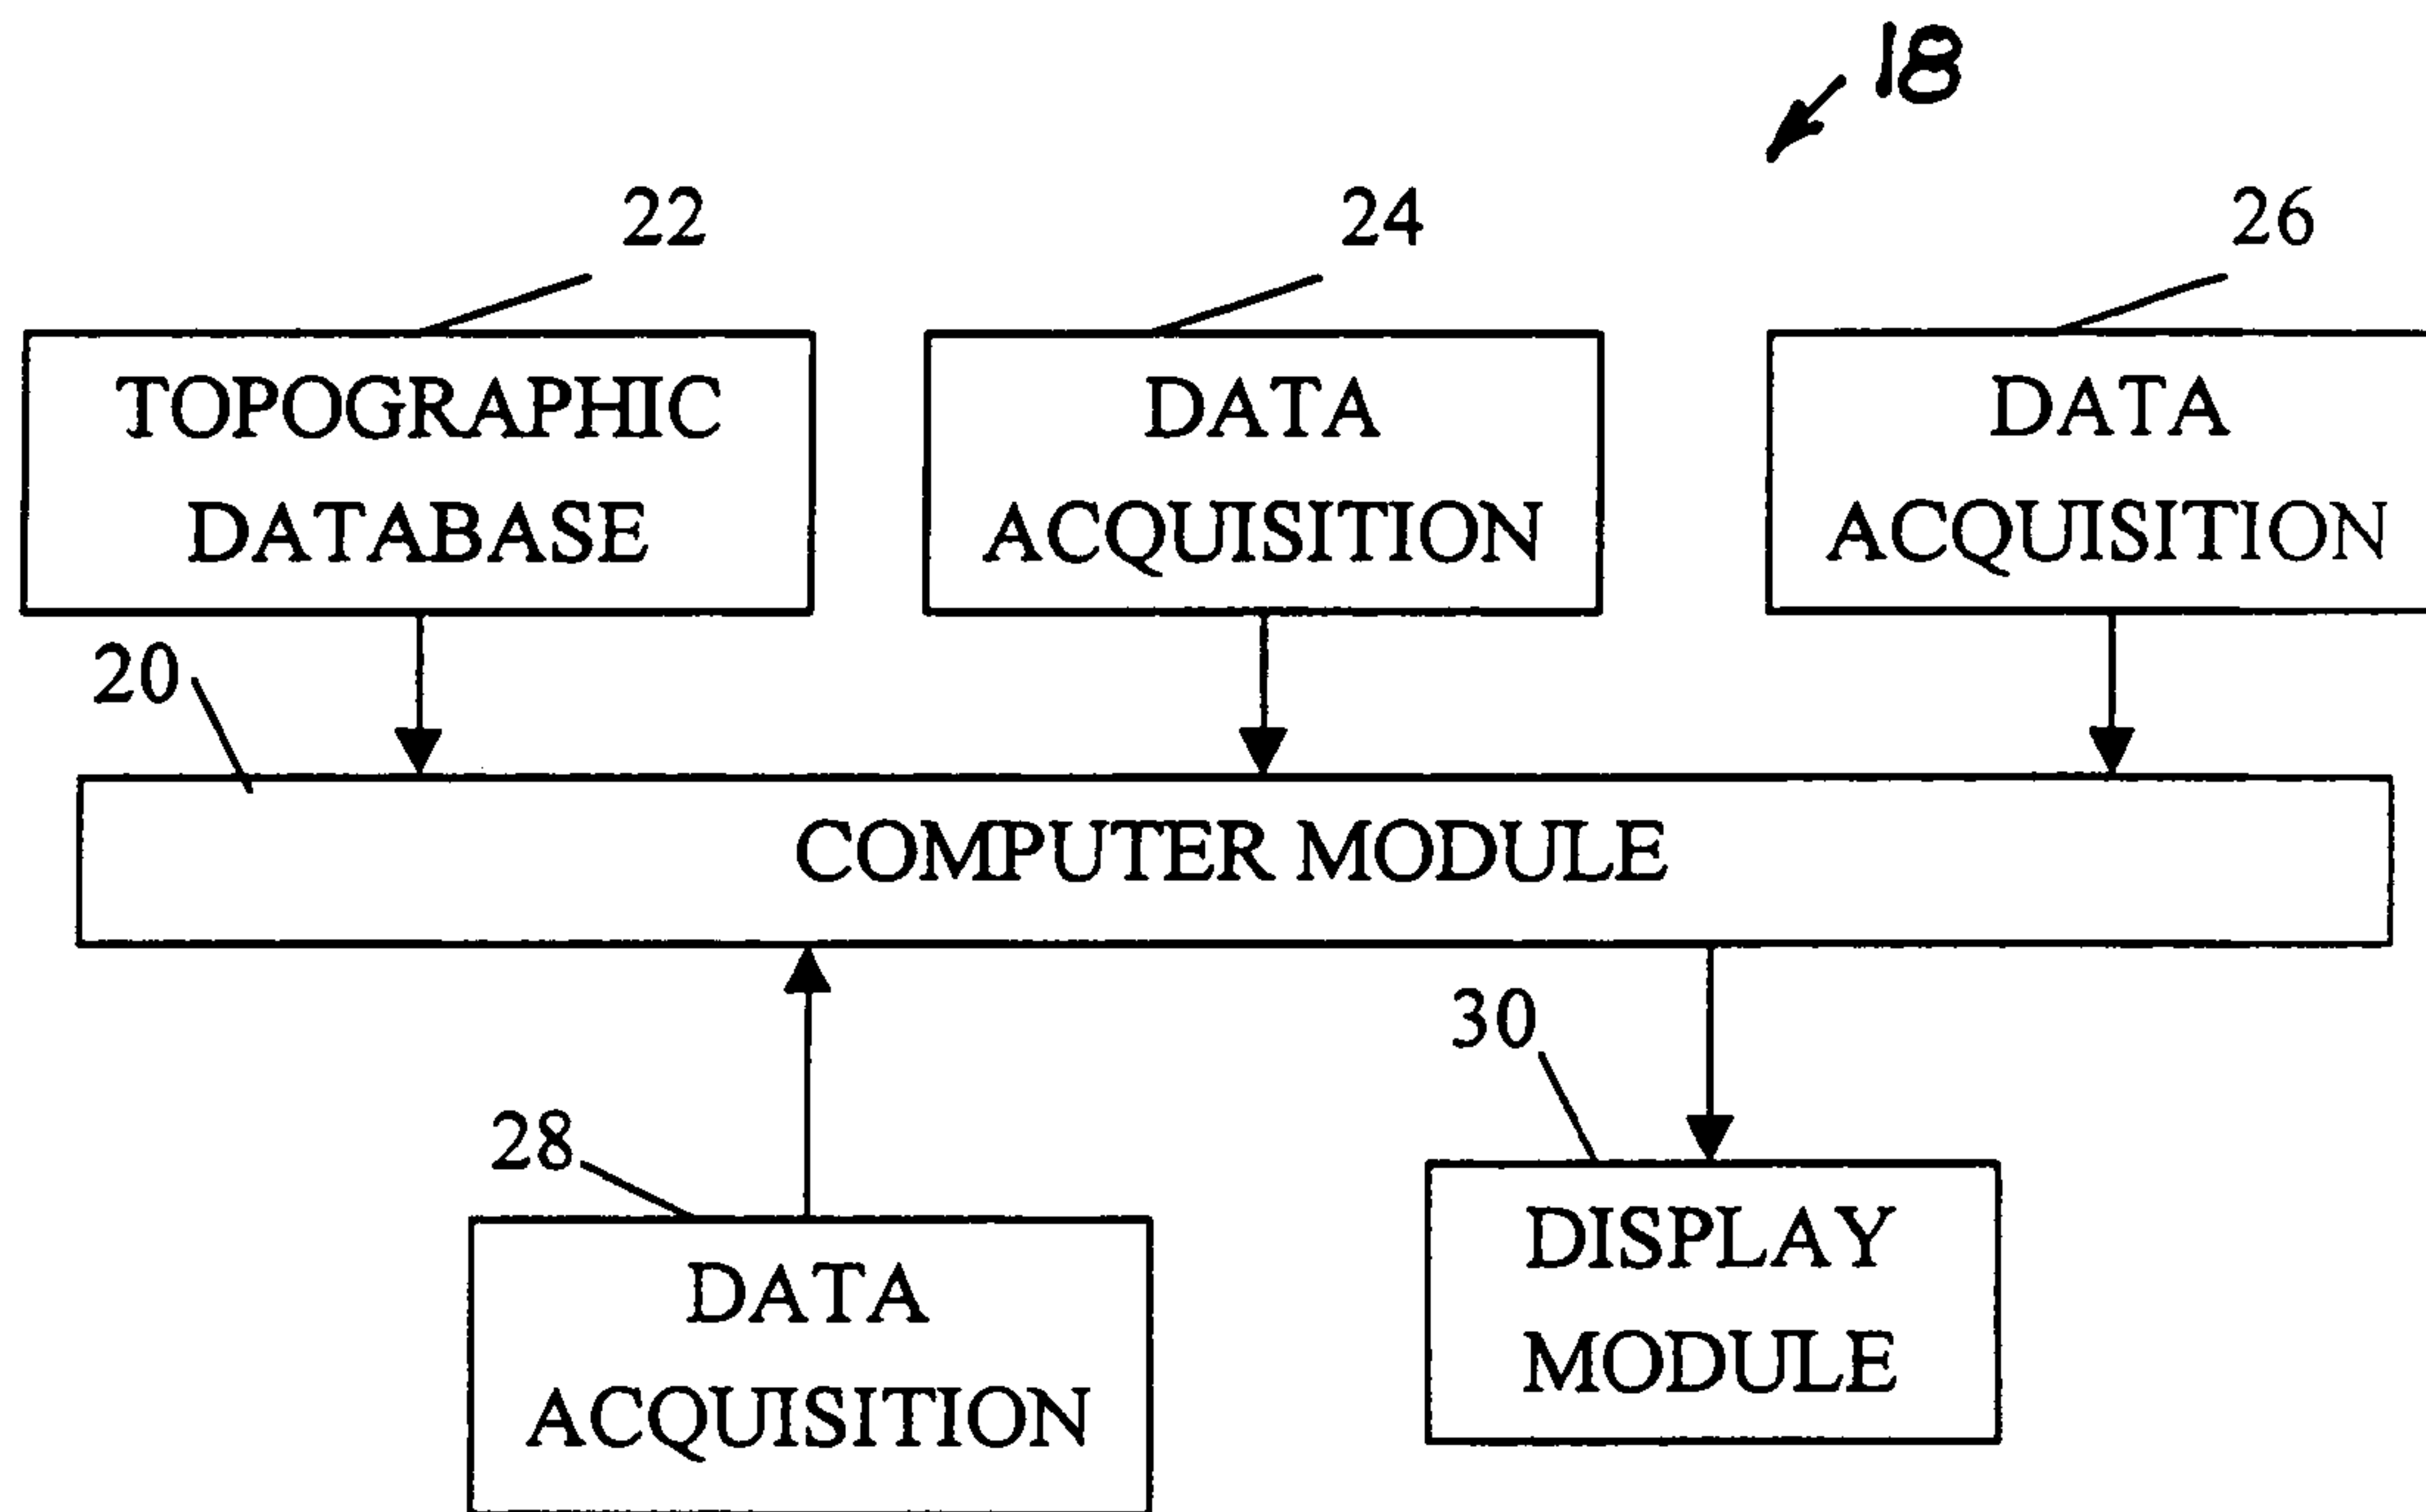 18
22
24
26
TOPOGRAPHIC
DATABASE
DATA
ACQUISITION
DATA
ACQUISITION
20
COMPUTER MODULE
30
28
DISPLAY
MODULE
DATA
ACQUISITION